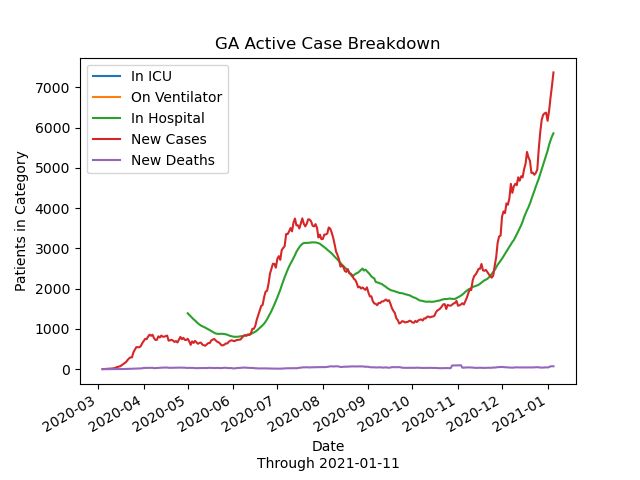 GA Active Case Breakdown
In ICU
On Ventilator
In Hospital
New Cases
New Deaths
Patients in Category
7000
6000
5000
4000
3000
2000
1000
0
2020-03
2020-04
2020-05
2020-06
2020-07
2020-08
2020-09
2020-10
2020-11
2020-12
2021-01
Date
Through 2021-01-11